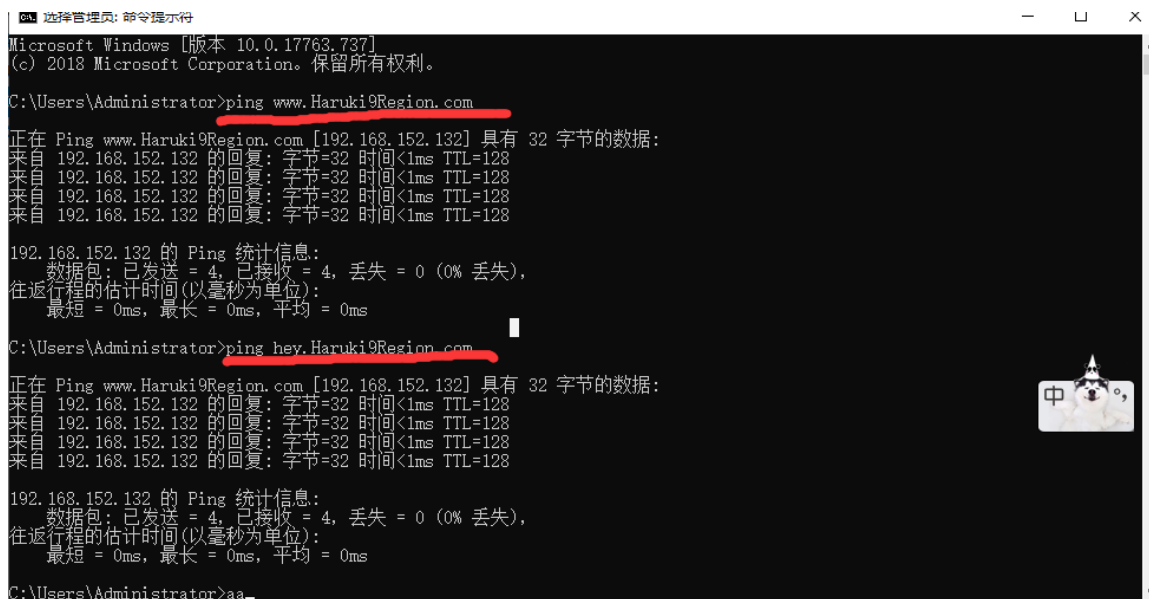 选择管理员: 命令提示符
Microsoft Windows [版本 10.0.17763.737]
(c) 2018 Microsoft Corporation。保留所有权利。
C:\Users\Administrator>ping www.Haruki9Region.com
正在 Ping www.Haruki9Region.com [192.168.152.132] 具有 32 字节的数据:
来自 192.168.152.132 的回复: 字节=32 时间<1ms TTL=128
来自 192.168.152.132 的回复: 字节=32 时间<1ms TTL=128
来自 192.168.152.132 的回复: 字节=32 时间<1ms TTL=128
来自 192.168.152.132 的回复: 字节=32 时间<1ms TTL=128
192.168.152.132 的 Ping 统计信息:
数据包: 已发送 = 4, 已接收 = 4, 丢失 = 0 (0% 丢失),
往返行程的估计时间(以毫秒为单位):
最短 = 0ms, 最长 = 0ms, 平均 = 0ms
C:\Users\Administrator>ping hey.Haruki9Region.com
正在 Ping www.Haruki9Region.com [192.168.152.132] 具有 32 字节的数据:
来自 192.168.152.132 的回复: 字节=32 时间<1ms TTL=128
来自 192.168.152.132 的回复: 字节=32 时间<1ms TTL=128
来自 192.168.152.132 的回复: 字节=32 时间<1ms TTL=128
来自 192.168.152.132 的回复: 字节=32 时间<1ms TTL=128
中 °,
192.168.152.132 的 Ping 统计信息:
数据包: 已发送 = 4, 已接收 = 4, 丢失 = 0 (0% 丢失),
往返行程的估计时间(以毫秒为单位):
最短 = 0ms, 最长 = 0ms, 平均 = 0ms
C:\Users\Administrator>aa_